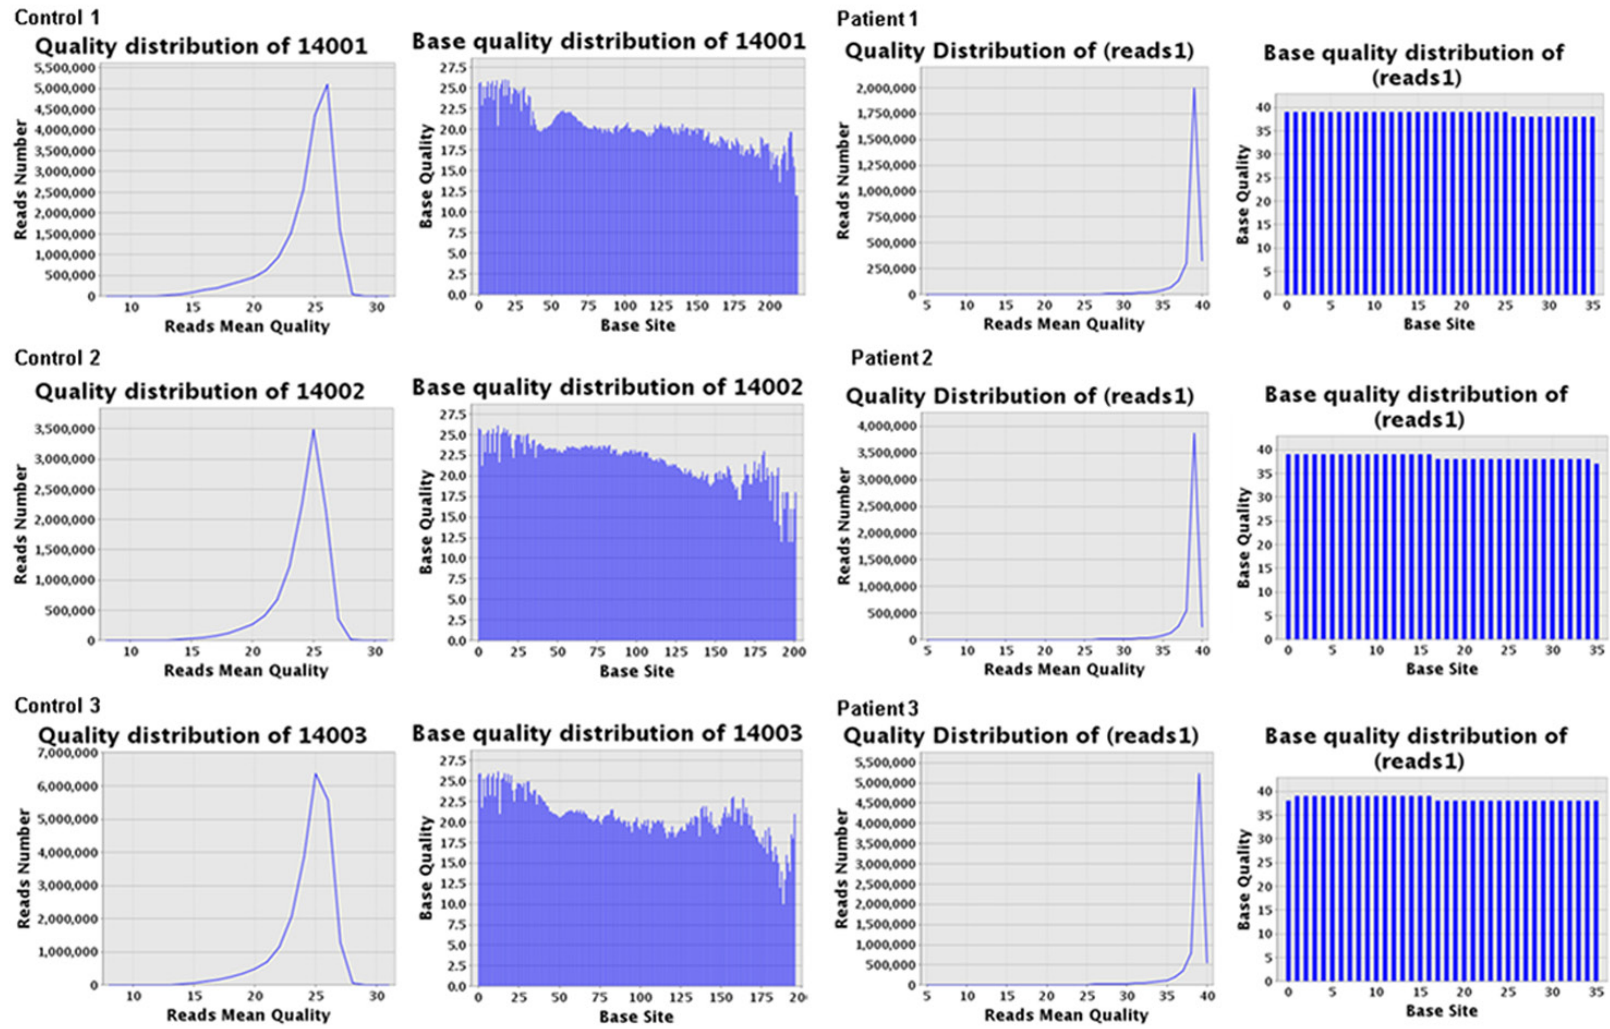 Control 1
Quality distribution of 14001
5,500,000
5,000,000
4,500,000
4,000,000
3,500,000
3,000,000
2,500,000
2,000,000
1,500,000
1,000,000
500,000
0
10 15 20 25 30
Reads Number
Reads Mean Quality
Base quality distribution of 14001
27.5
25.0
22.5
20.0
17.5
15.0
12.5
10.0
7.5
5.0
2.5
0.0
0 25 50 75 100 125 150 175 200
Base Quality
Base Site
Patient 1
Quality Distribution of (reads1)
2,000,000
1,750,000
1,500,000
1,250,000
1,000,000
750,000
500,000
250,000
0
5 10 15 20 25 30 35 40
Reads Number
Reads Mean Quality
Base quality distribution of
(reads1)
40
35
30
25
20
15
10
5
0
0 5 10 15 20 25 30 35
Base Quality
Base Site
Control 2
Quality distribution of 14002
3,500,000
3,000,000
2,500,000
2,000,000
1,500,000
1,000,000
500,000
0
10 15 20 25 30
Reads Number
Reads Mean Quality
Base quality distribution of 14002
27.5
25.0
22.5
20.0
17.5
15.0
12.5
10.0
7.5
5.0
2.5
0.0
0 25 50 75 100 125 150 175 200
Base Quality
Base Site
Patient 2
Quality Distribution of (reads1)
4,000,000
3,500,000
3,000,000
2,500,000
2,000,000
1,500,000
1,000,000
500,000
0
5 10 15 20 25 30 35 40
Reads Number
Reads Mean Quality
Base quality distribution of
(reads1)
40
35
30
25
20
15
10
5
0
0 5 10 15 20 25 30 35
Base Quality
Base Site
Control 3
Quality distribution of 14003
7,000,000
6,000,000
5,000,000
4,000,000
3,000,000
2,000,000
1,000,000
0
10 15 20 25 30
Reads Number
Reads Mean Quality
Base quality distribution of 14003
27.5
25.0
22.5
20.0
17.5
15.0
12.5
10.0
7.5
5.0
2.5
0.0
0 25 50 75 100 125 150 175 20
Base Quality
Base Site
Patient 3
Quality Distribution of (reads1)
5,500,000
5,000,000
4,500,000
4,000,000
3,500,000
3,000,000
2,500,000
2,000,000
1,500,000
1,000,000
500,000
0
5 10 15 20 25 30 35 40
Reads Number
Reads Mean Quality
Base quality distribution of
(reads1)
40
35
30
25
20
15
10
5
0
0 5 10 15 20 25 30 35
Base Quality
Base Site